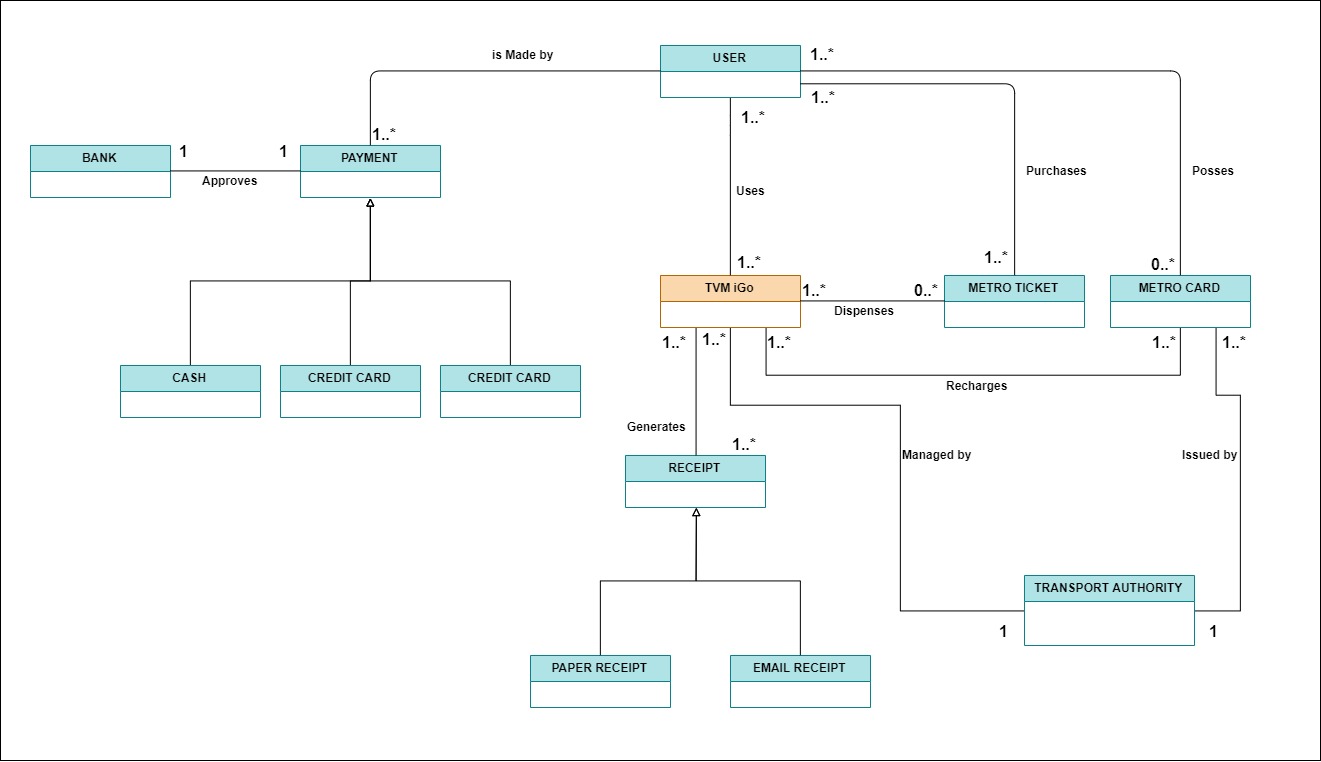 is Made by
USER
1..*
1..*
1..*
1..*
BANK
1
1
PAYMENT
Approves
Uses
Purchases
Posses
1..*
1..*
0..*
TVM iGo
1..*
0..*
METRO TICKET
METRO CARD
Dispenses
1..*
1..*
1..*
1..*
1..*
CASH
CREDIT CARD
CREDIT CARD
Recharges
Generates
1..*
Managed by
Issued by
RECEIPT
TRANSPORT AUTHORITY
1
1
PAPER RECEIPT
EMAIL RECEIPT